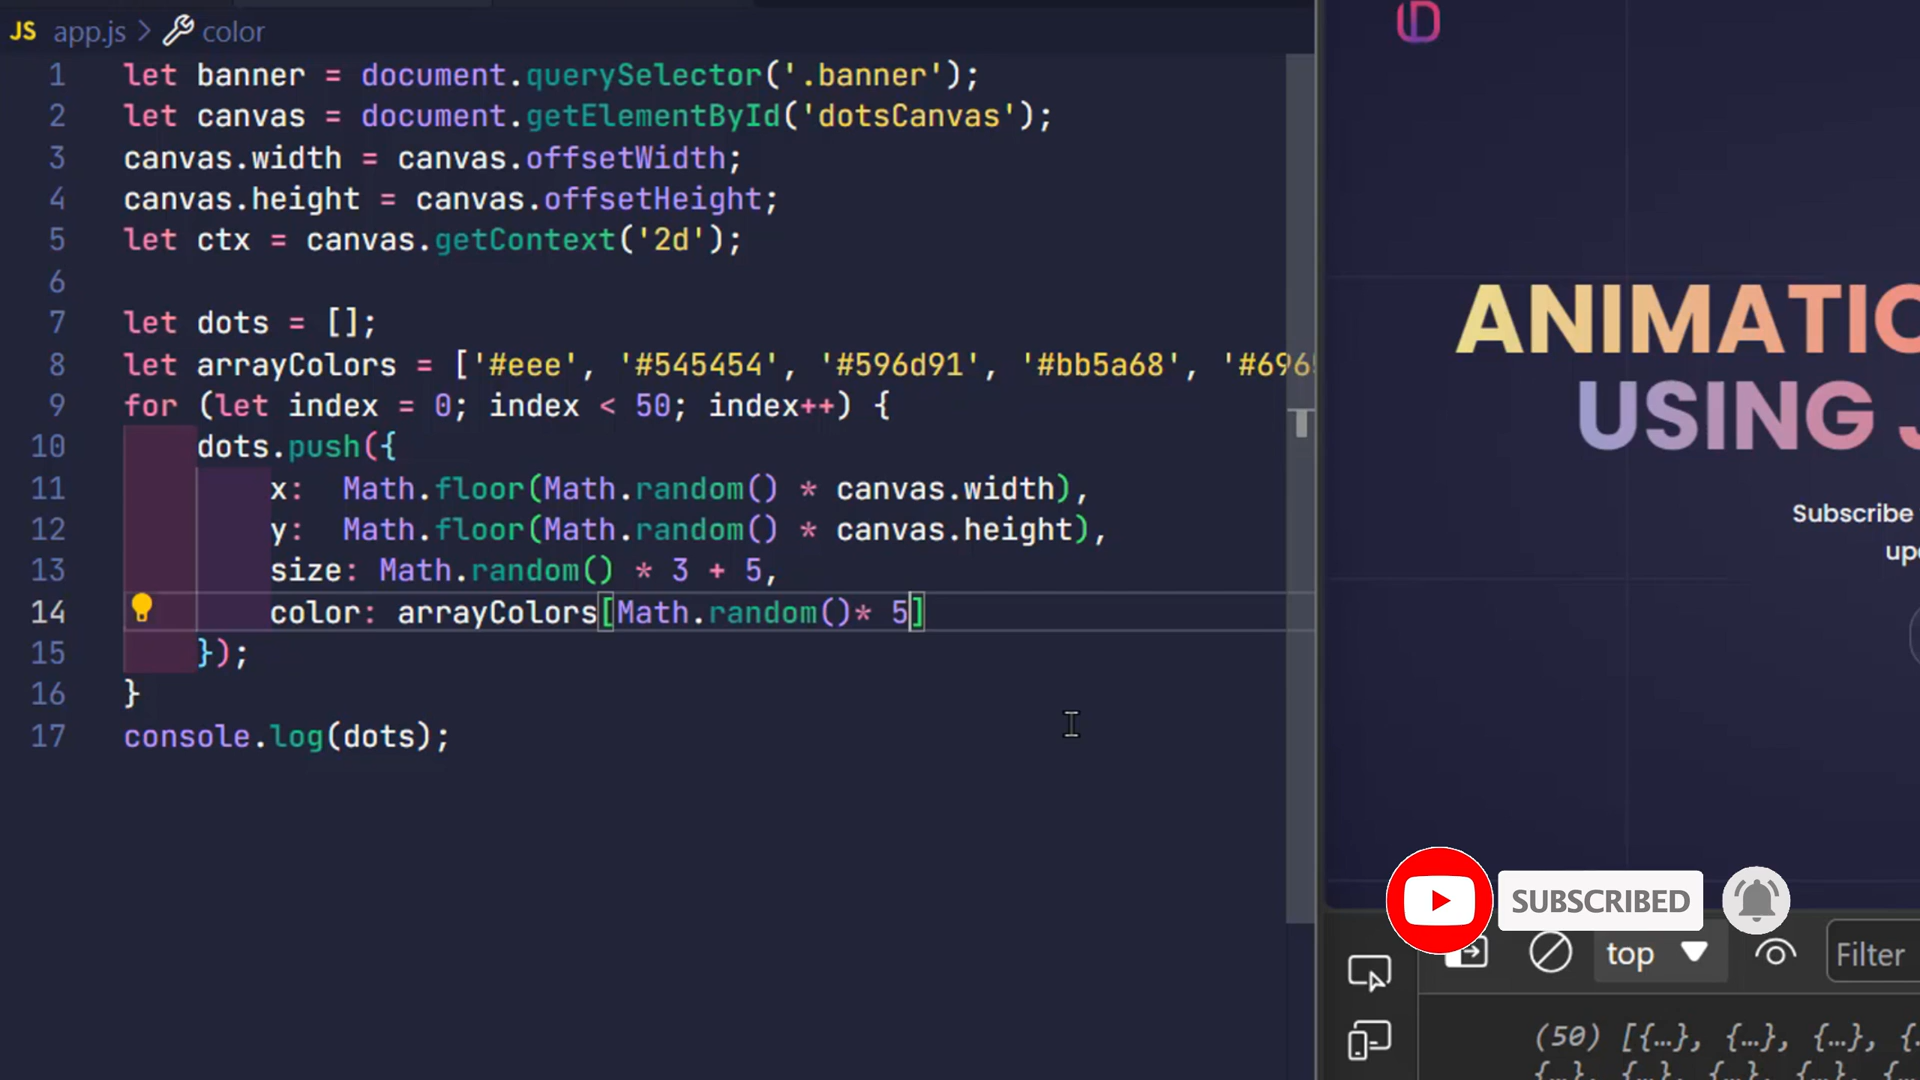 JS app.js > color
1 let banner = document.querySelector('.banner');
2 let canvas = document.getElementById('dotsCanvas');
3 canvas.width = canvas.offsetWidth;
4 canvas.height = canvas.offsetHeight;
5 let ctx = canvas.getContext('2d');
6
7 let dots = [];
8 let arrayColors = ['#eee', '#545454', '#596d91', '#bb5a68', '#696
9 for (let index = 0; index < 50; index++) {
10 dots.push({
11 x: Math.floor(Math.random() * canvas.width),
12 y: Math.floor(Math.random() * canvas.height),
13 size: Math.random() * 3 + 5,
14 color: arrayColors[Math.random()* 5]
15 });
16 }
17 console.log(dots);
ANIMATIO
USING J
Subscribe
up
SUBSCRIBED
top Filter
(50) [{…}, {…}, {…}, {…
{…}, {…}, {…}, {…}, {…